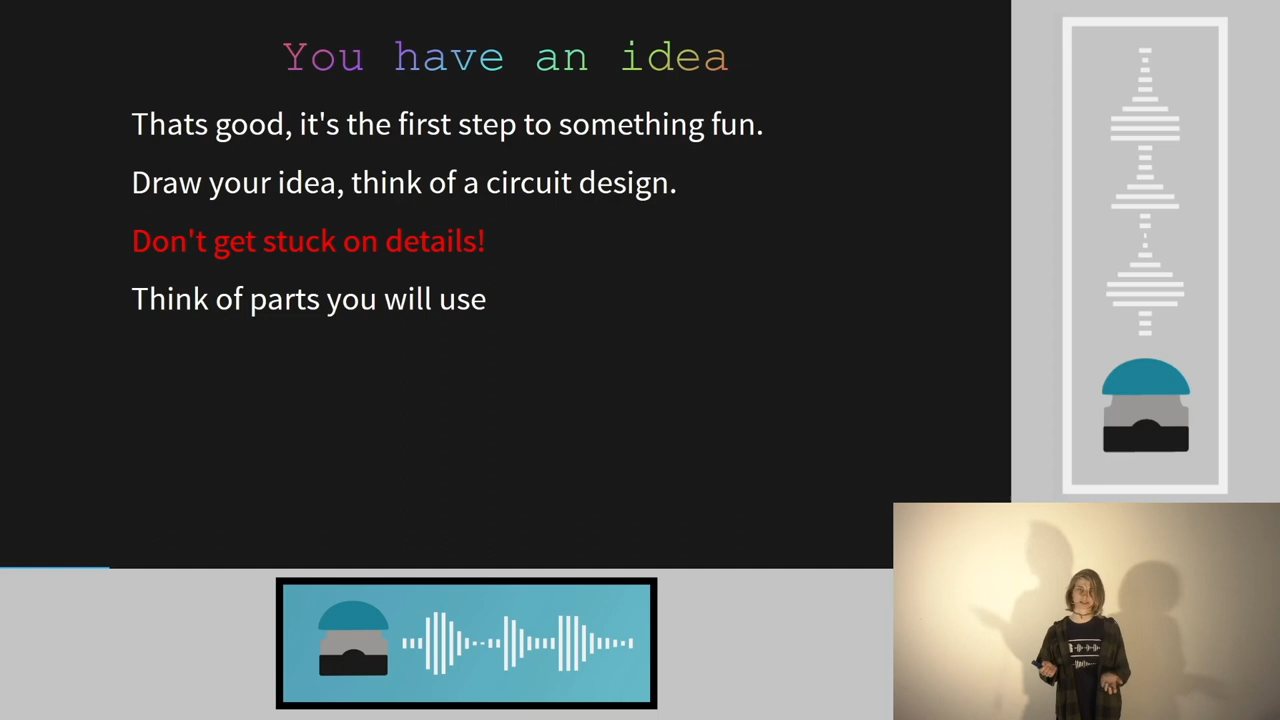 You have an idea
Thats good, it's the first step to something fun.
Draw your idea, think of a circuit design.
Don't get stuck on details!
Think of parts you will use